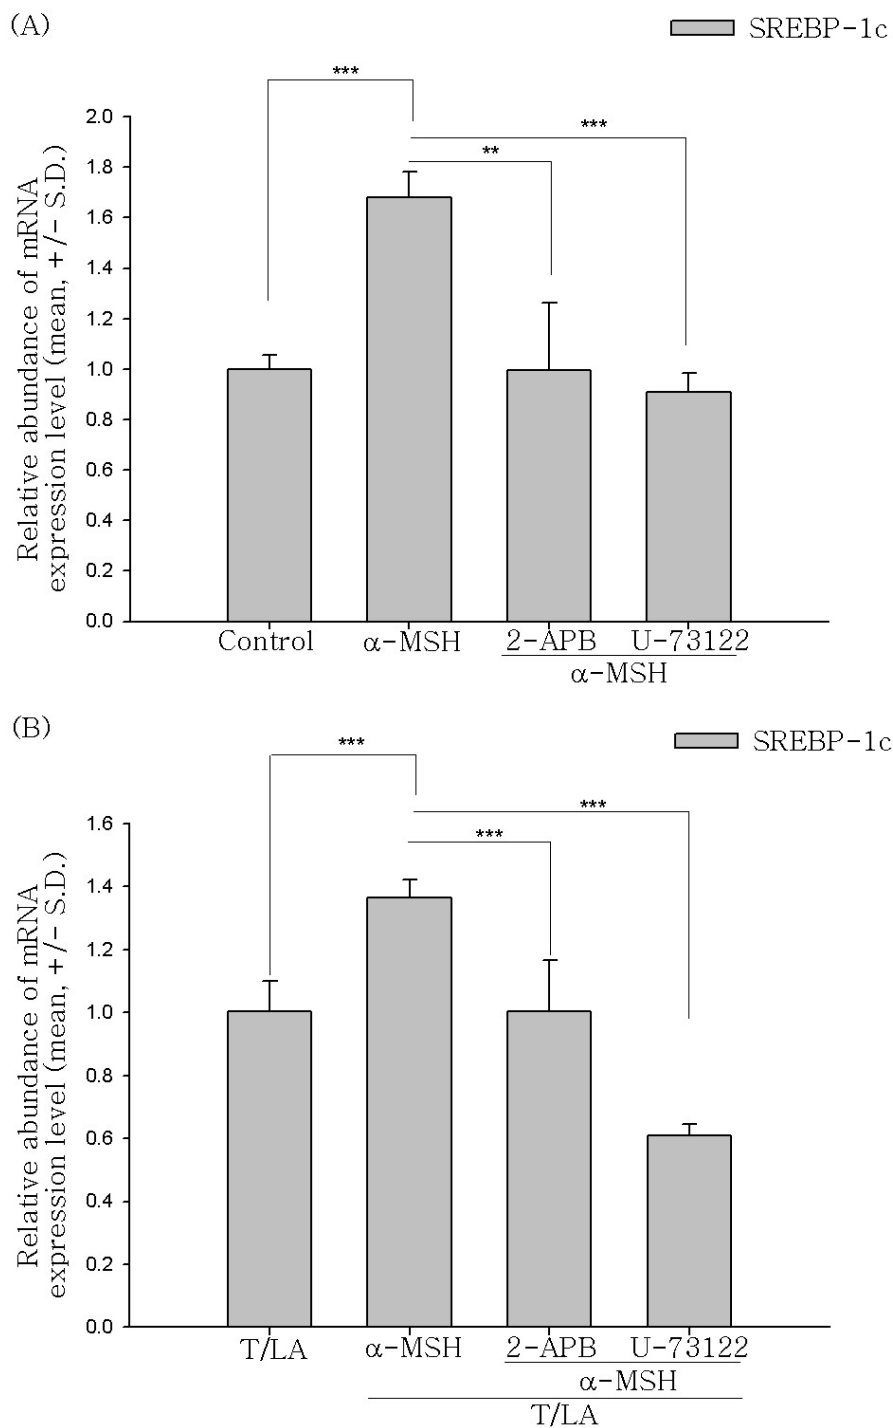 (A)
SREBP-1c
***
***
**
Relative abundance of mRNA
expression level (mean, +/- S.D.)
2.0
1.8
1.6
1.4
1.2
1.0
0.8
0.6
0.4
0.2
0.0
Control α-MSH 2-APB U-73122
α-MSH
(B)
SREBP-1c
***
***
***
Relative abundance of mRNA
expression level (mean, +/- S.D.)
1.6
1.4
1.2
1.0
0.8
0.6
0.4
0.2
0.0
T/LA α-MSH 2-APB U-73122
α-MSH
T/LA